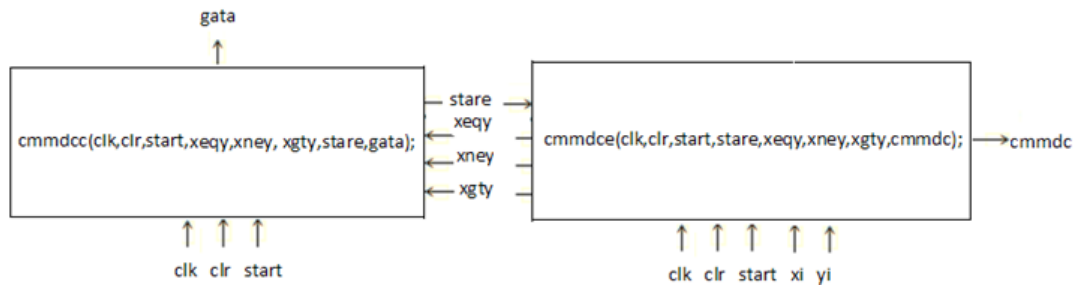 gata
cmmdcc(clk,clr,start,xeqy,xney, xgty,stare,gata);
stare
xeqy
xney
xgty
cmmdce(clk,clr,start,stare,xeqy,xney,xgty,cmmdc);
cmmdc
clk clr start
clk clr start xi yi